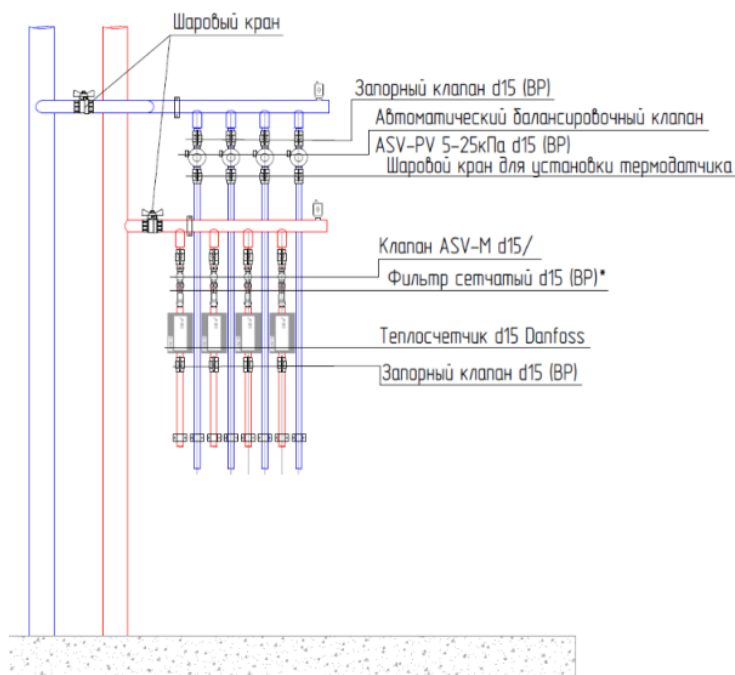 Шаровый кран
Запорный клапан d15 (ВР)
Автоматический балансировочный клапан
ASV-PV 5-25кПа d15 (ВР)
Шаровой кран для установки термодатчика
Клапан ASV-M d15/
Фильтр сетчатый d15 (ВР)*
Теплосчетчик d15 Danfoss
Запорный клапан d15 (ВР)